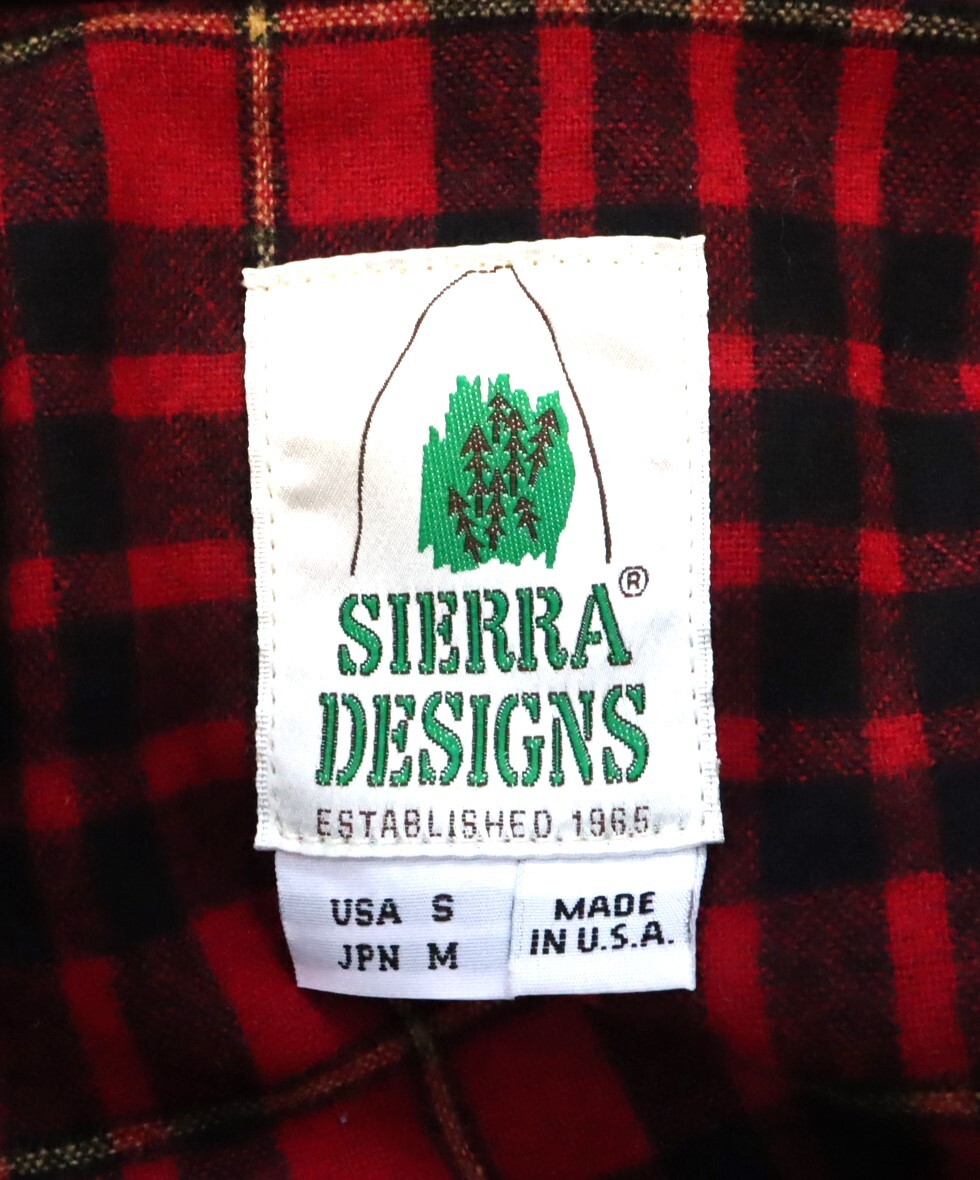 SIERRA®
DESIGNS
ESTABLISHED 1965
USA S
JPN M
MADE
IN U.S.A.